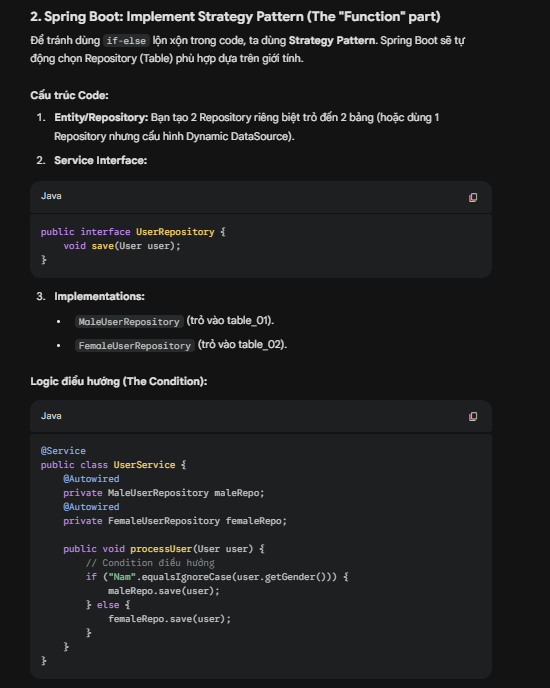 2. Spring Boot: Implement Strategy Pattern (The "Function" part)
Để tránh dùng if-else lộn xộn trong code, ta dùng Strategy Pattern. Spring Boot sẽ tự
động chọn Repository (Table) phù hợp dựa trên giới tính.
Cấu trúc Code:
1. Entity/Repository: Bạn tạo 2 Repository riêng biệt trỏ đến 2 bảng (hoặc dùng 1
Repository nhưng cấu hình Dynamic DataSource).
2. Service Interface:
Java
public interface UserRepository {
    void save(User user);
}
3. Implementations:
• MaleUserRepository (trỏ vào table_01).
• FemaleUserRepository (trỏ vào table_02).
Logic điều hướng (The Condition):
Java
@Service
public class UserService {
    @Autowired
    private MaleUserRepository maleRepo;
    @Autowired
    private FemaleUserRepository femaleRepo;
    public void processUser(User user) {
        // Condition điều hướng
        if ("Nam".equalsIgnoreCase(user.getGender())) {
            maleRepo.save(user);
        } else {
            femaleRepo.save(user);
        }
    }
}